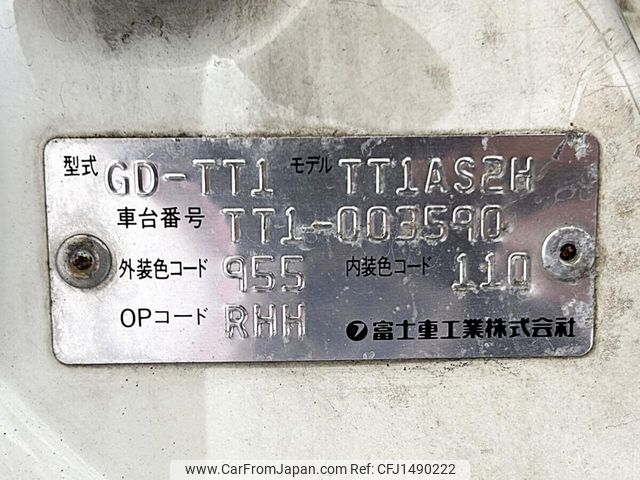 型式 GD-TT1 モデル TT1AS2H
車台番号 TT1-003590
外装色コード 955 内装色コード 110
OPコード RHH 富士重工業株式会社
www.CarFromJapan.com | Ref No: CFJ1490222